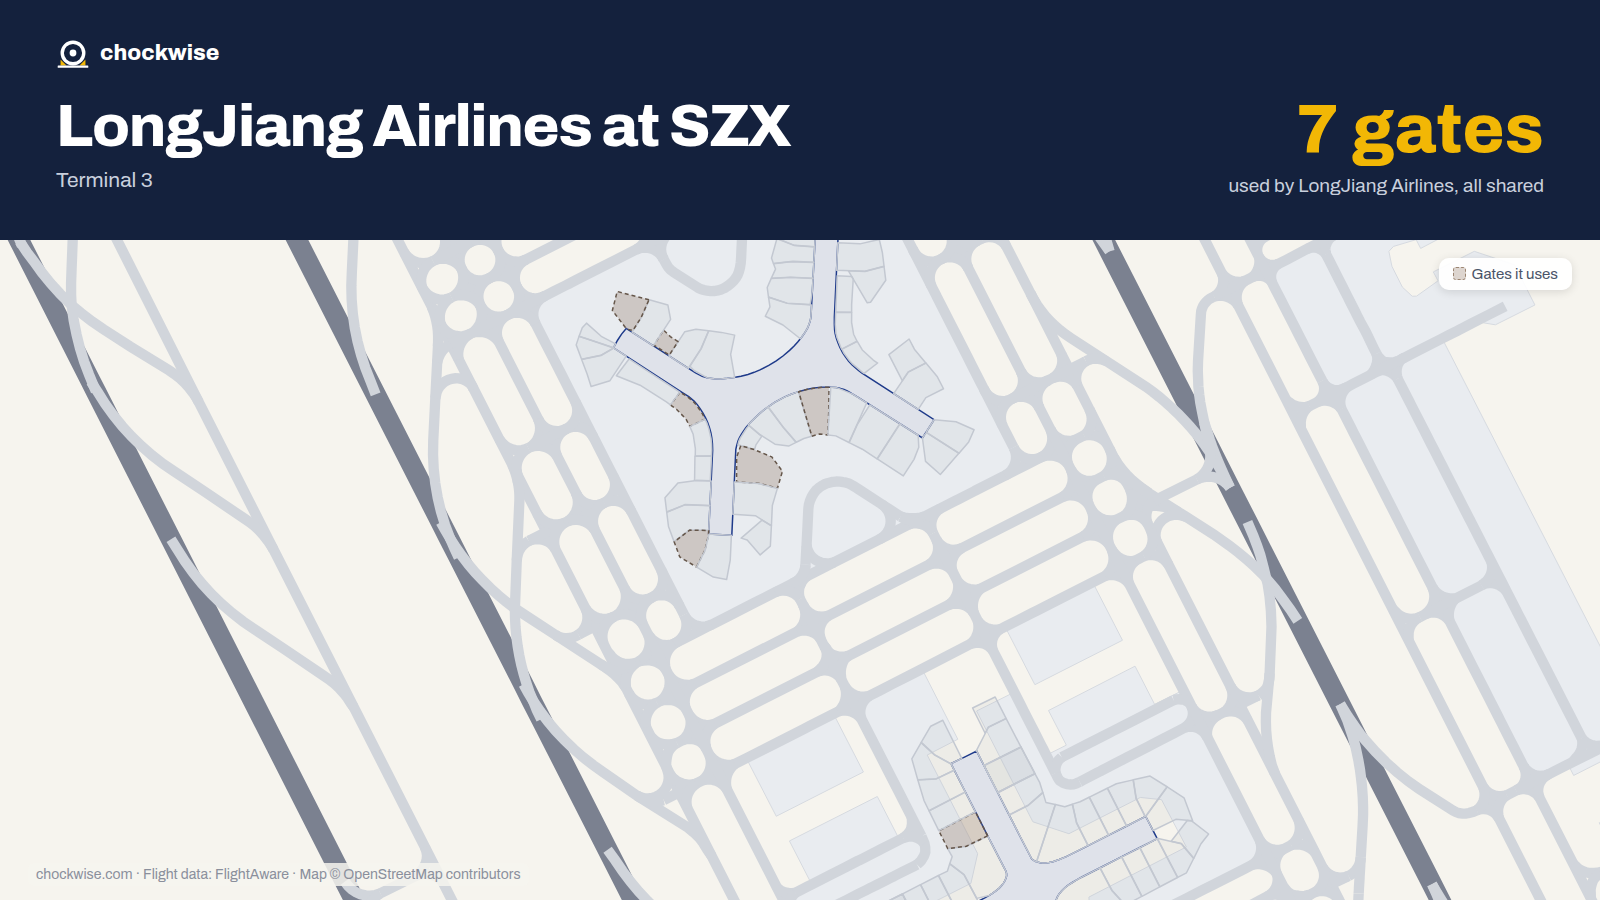 chockwise
LongJiang Airlines at SZX
Terminal 3
7 gates
used by LongJiang Airlines, all shared
Gates it uses
chockwise.com · Flight data: FlightAware · Map © OpenStreetMap contributors